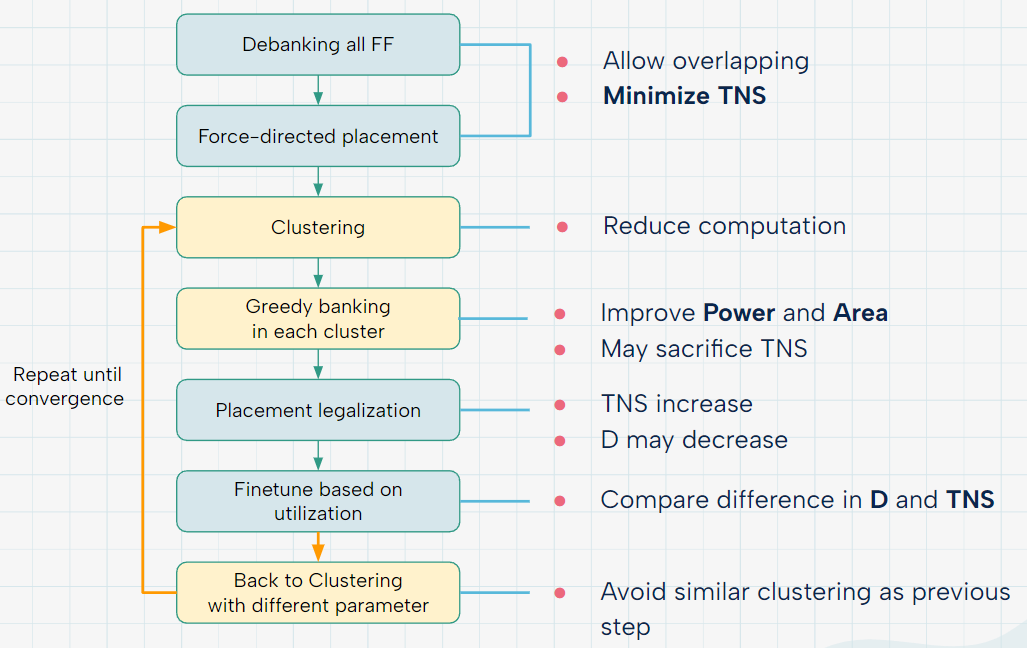 Debanking all FF
Allow overlapping
Minimize TNS
Force-directed placement
Clustering
Reduce computation
Greedy banking
in each cluster
Improve Power and Area
May sacrifice TNS
Repeat until
convergence
Placement legalization
TNS increase
D may decrease
Finetune based on
utilization
Compare difference in D and TNS
Back to Clustering
with different parameter
Avoid similar clustering as previous
step